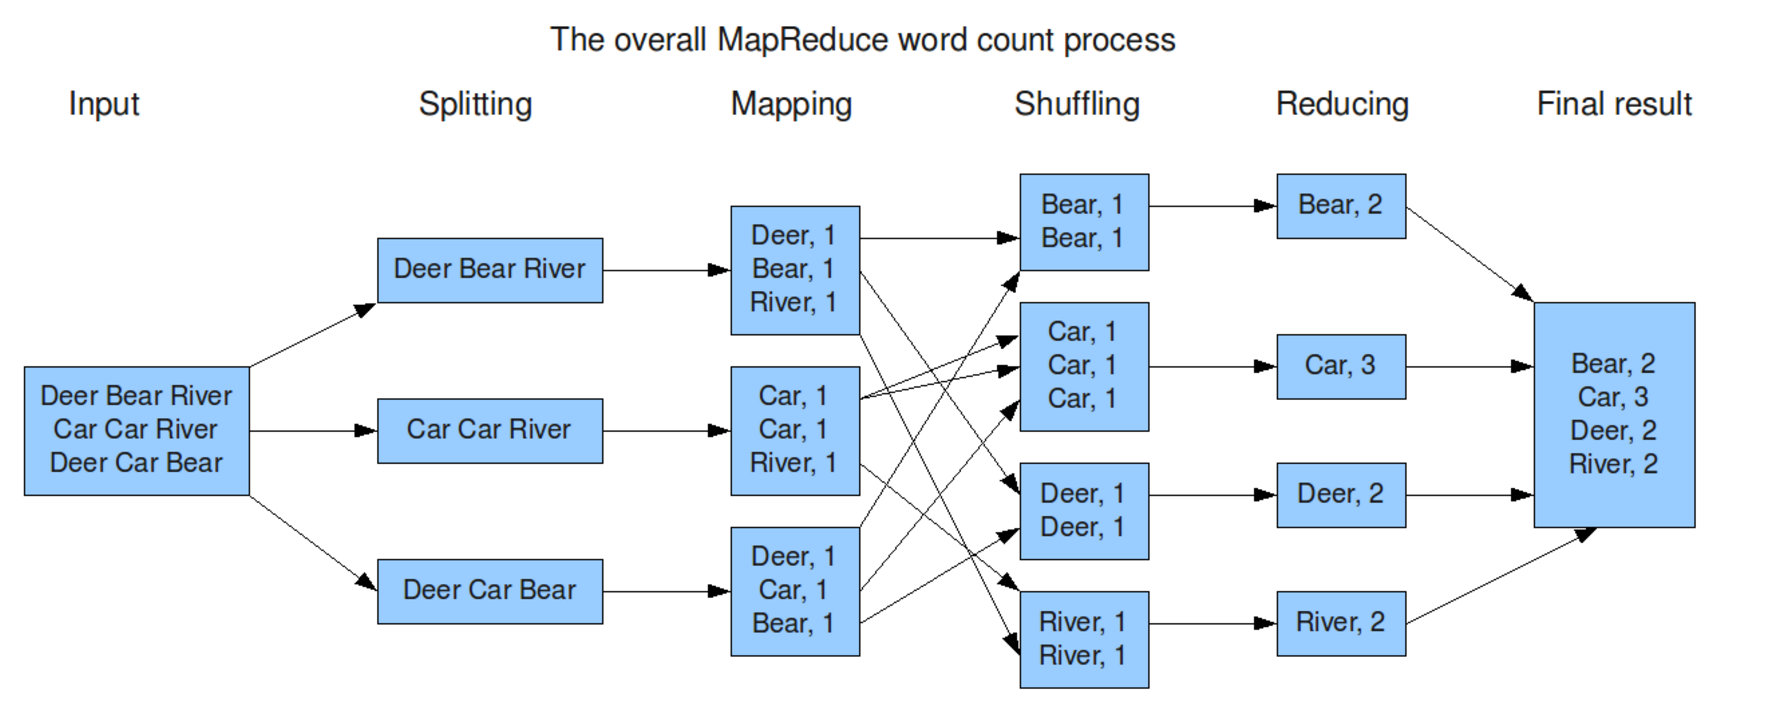 The overall MapReduce word count process
Input
Splitting
Mapping
Shuffling
Reducing
Final result
Deer Bear River
Car Car River
Deer Car Bear
Deer Bear River
Car Car River
Deer Car Bear
Deer, 1
Bear, 1
River, 1
Car, 1
Car, 1
River, 1
Deer, 1
Car, 1
Bear, 1
Bear, 1
Bear, 1
Car, 1
Car, 1
Car, 1
Deer, 1
Deer, 1
River, 1
River, 1
Bear, 2
Car, 3
Deer, 2
River, 2
Bear, 2
Car, 3
Deer, 2
River, 2